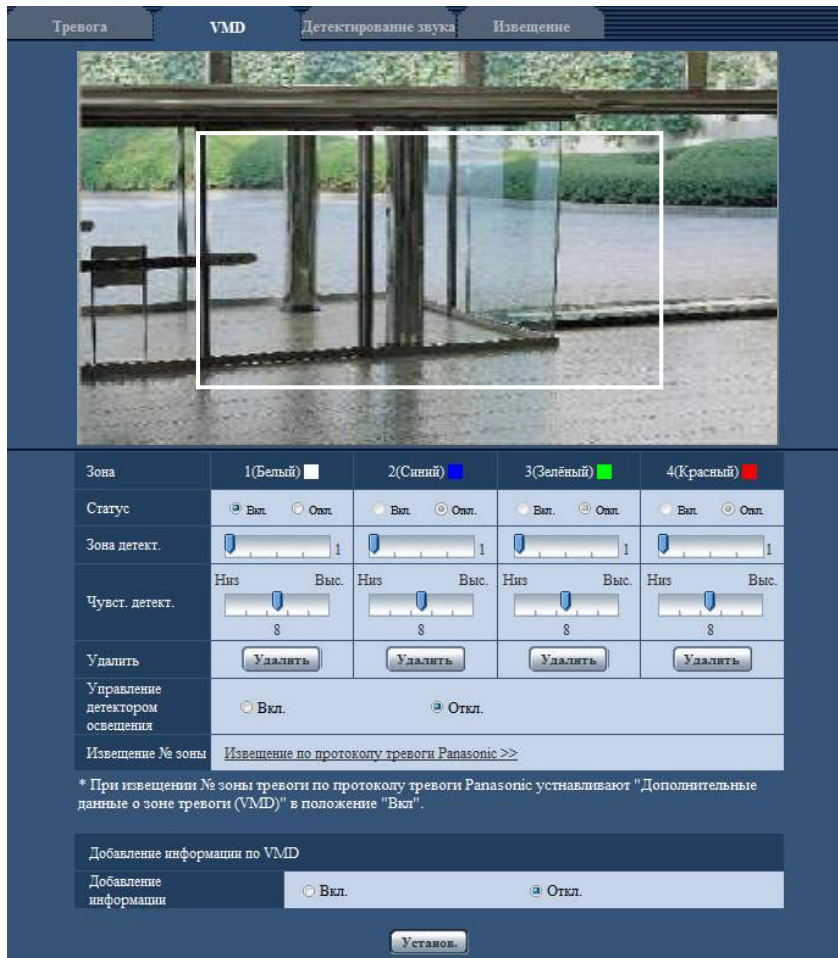 Тревога VMD Детектирование звука Извещение
Зона 1(Белый) 2(Синий) 3(Зелёный) 4(Красный)
Статус Вкл. Откл. Вкл. Откл. Вкл. Откл. Вкл. Откл.
Зона детект. 1 1 1 1
Чувст. детект. Низ Выс. Низ Выс. Низ Выс. Низ Выс.
8 8 8 8
Удалить Удалить Удалить Удалить Удалить
Управление
детектором
освещения
Вкл. Откл.
Извещение № зоны Извещение по протоколу тревоги Panasonic >>
* При извещении № зоны тревоги по протоколу тревоги Panasonic устнавливают "Дополнительные
данные о зоне тревоги (VMD)" в положение "Вкл".
Добавление информации по VMD
Добавление
информации
Вкл. Откл.
Установ.